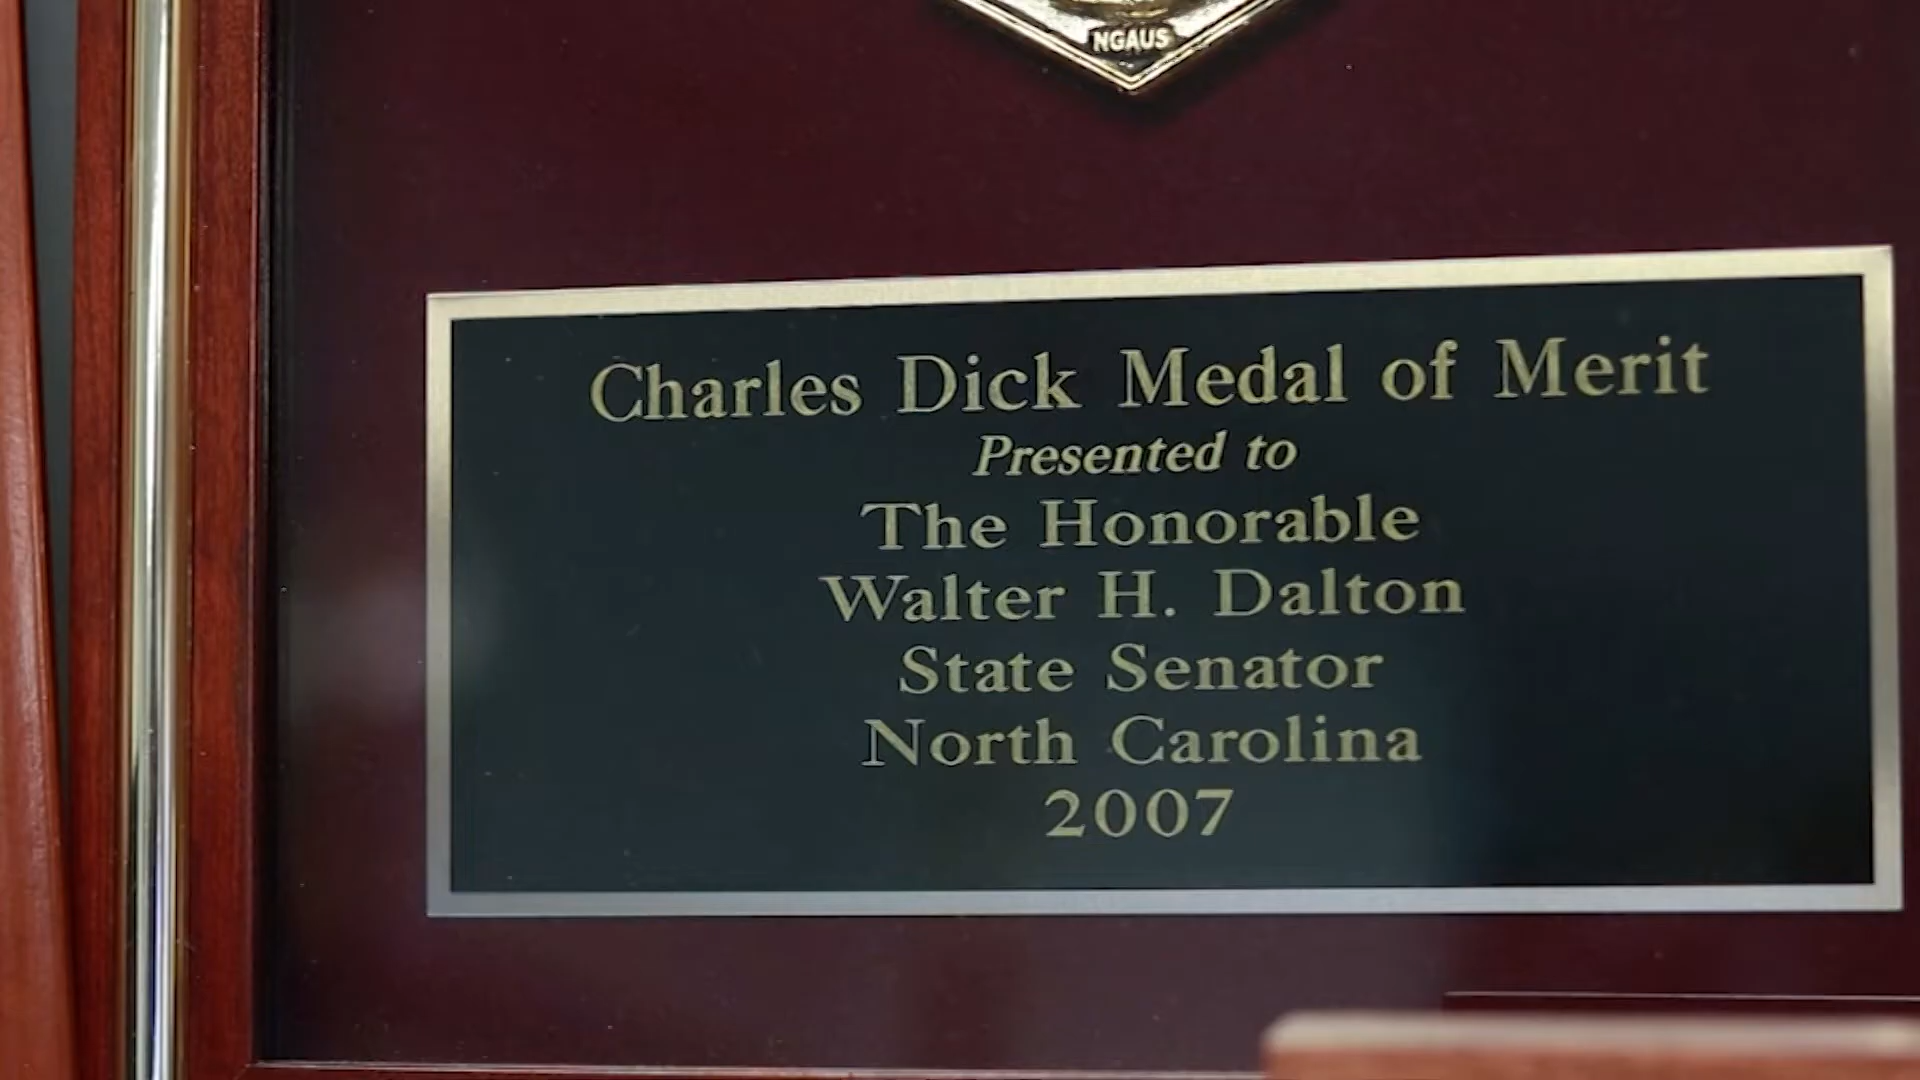 NGAUS
Charles Dick Medal of Merit
Presented to
The Honorable
Walter H. Dalton
State Senator
North Carolina
2007